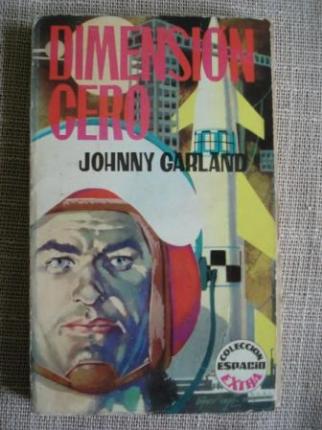 DIMENSION
CERO
JOHNNY GARLAND
COLECCION
ESPACIO
EXTRA